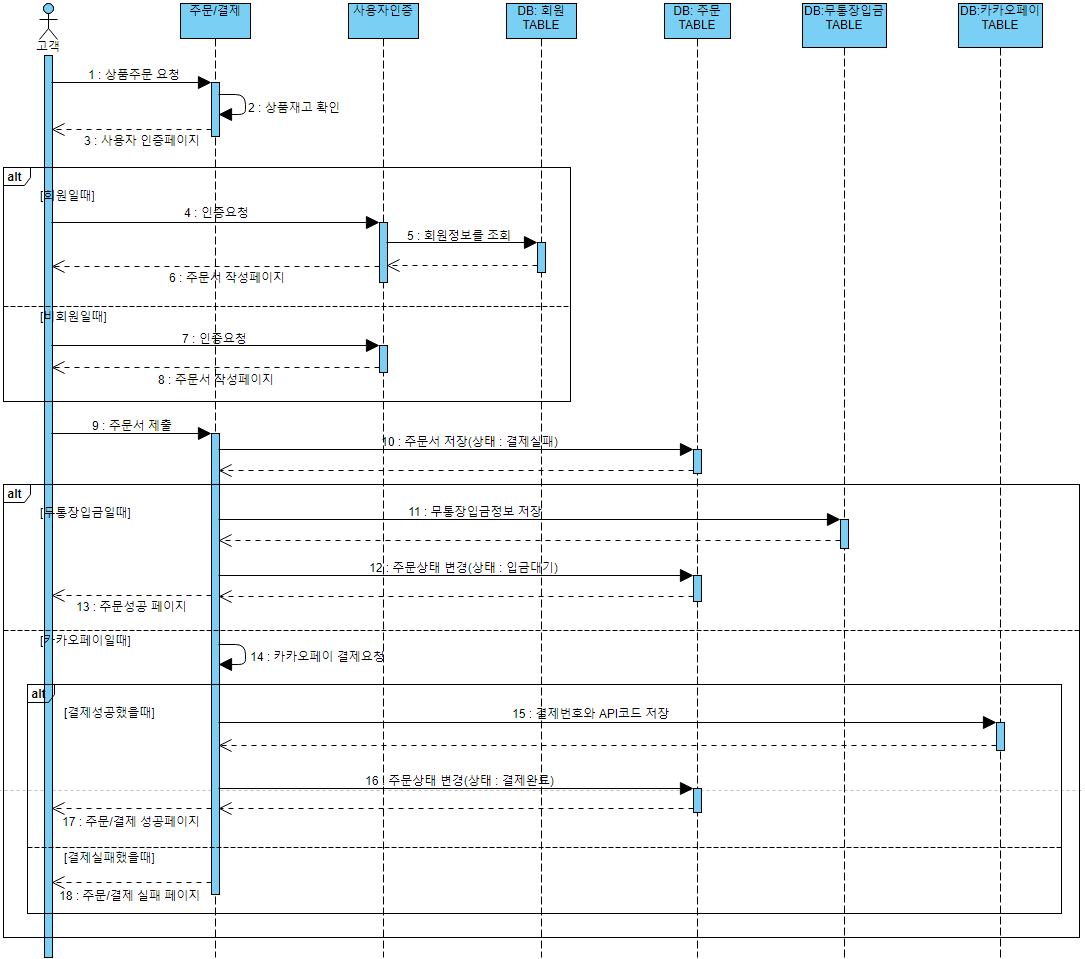 고객
주문/결제
사용자인증
DB: 회원
TABLE
DB: 주문
TABLE
DB:무통장입금
TABLE
DB:카카오페이
TABLE
1 : 상품주문 요청
2 : 상품재고 확인
3 : 사용자 인증페이지
alt
[회원일때]
4 : 인증요청
5 : 회원정보를 조회
6 : 주문서 작성페이지
[비회원일때]
7 : 인증요청
8 : 주문서 작성페이지
9 : 주문서 제출
10 : 주문서 저장(상태 : 결제실패)
alt
[무통장입금일때]
11 : 무통장입금정보 저장
12 : 주문상태 변경(상태 : 입금대기)
13 : 주문성공 페이지
[카카오페이일때]
14 : 카카오페이 결제요청
alt
[결제성공했을때]
15 : 결제번호와 API코드 저장
16 : 주문상태 변경(상태 : 결제완료)
17 : 주문/결제 성공페이지
[결제실패했을때]
18 : 주문/결제 실패 페이지